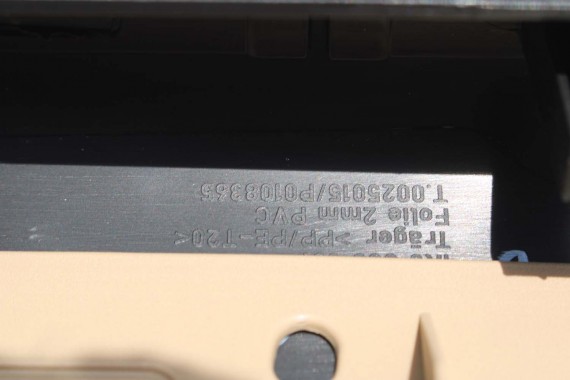 Träger >PP/PE-T20<
Folie 2mm PVC
T.0025015/P0108365